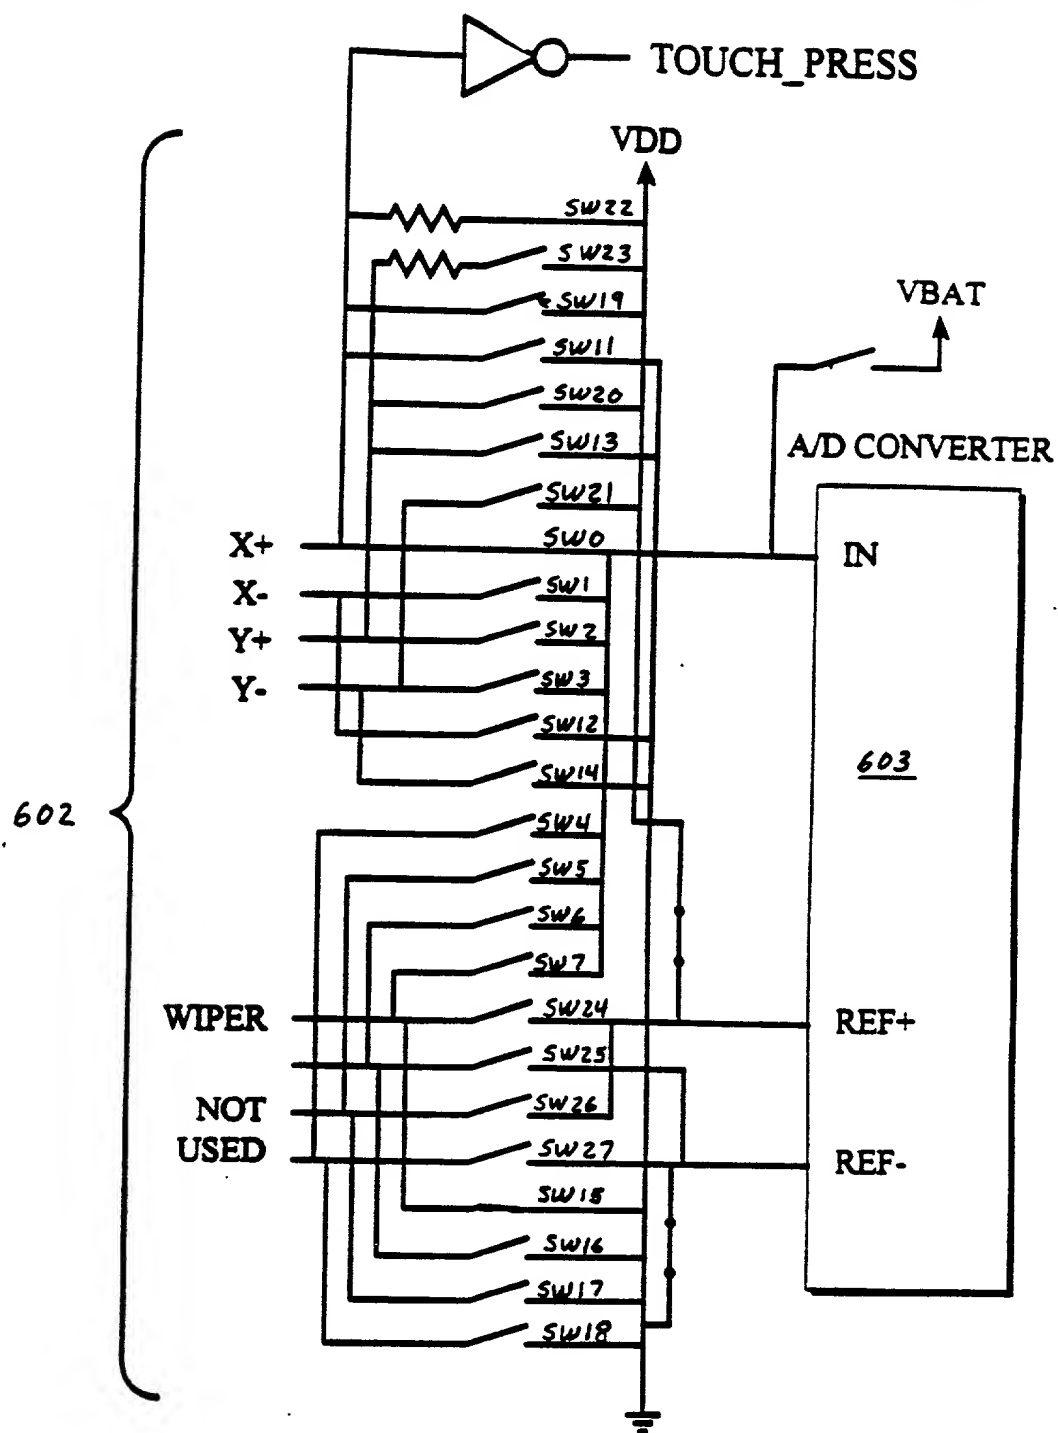 TOUCH_PRESS
VDD
SW22
SW23
SW19
VBAT
SW11
SW20
SW13
A/D CONVERTER
SW21
X+
SW0
IN
X-
SW1
Y+
SW2
Y-
SW3
SW12
603
SW14
602
SW4
SW5
SW6
SW7
WIPER
SW24
REF+
SW25
NOT
SW26
USED
SW27
REF-
SW15
SW16
SW17
SW18